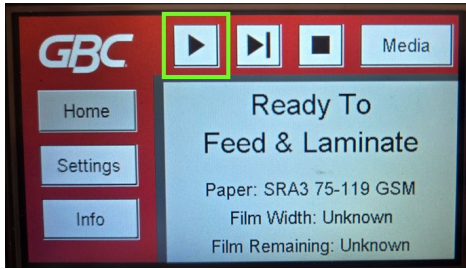 GBC
Media
Home
Settings
Info
Ready To
Feed & Laminate
Paper: SRA3 75-119 GSM
Film Width: Unknown
Film Remaining: Unknown